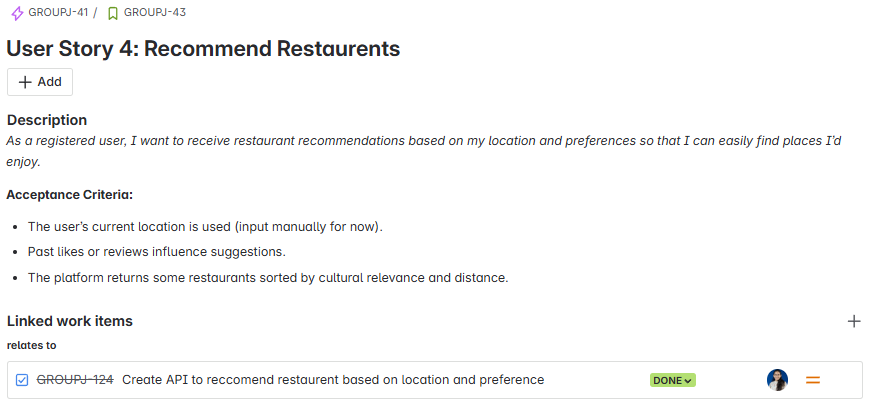 GROUPJ-41 / GROUPJ-43
User Story 4: Recommend Restaurents
Add
Description
As a registered user, I want to receive restaurant recommendations based on my location and preferences so that I can easily find places I'd
enjoy.
Acceptance Criteria:
• The user's current location is used (input manually for now).
• Past likes or reviews influence suggestions.
• The platform returns some restaurants sorted by cultural relevance and distance.
Linked work items
relates to
GROUPJ-124 Create API to reccomend restaurent based on location and preference DONE